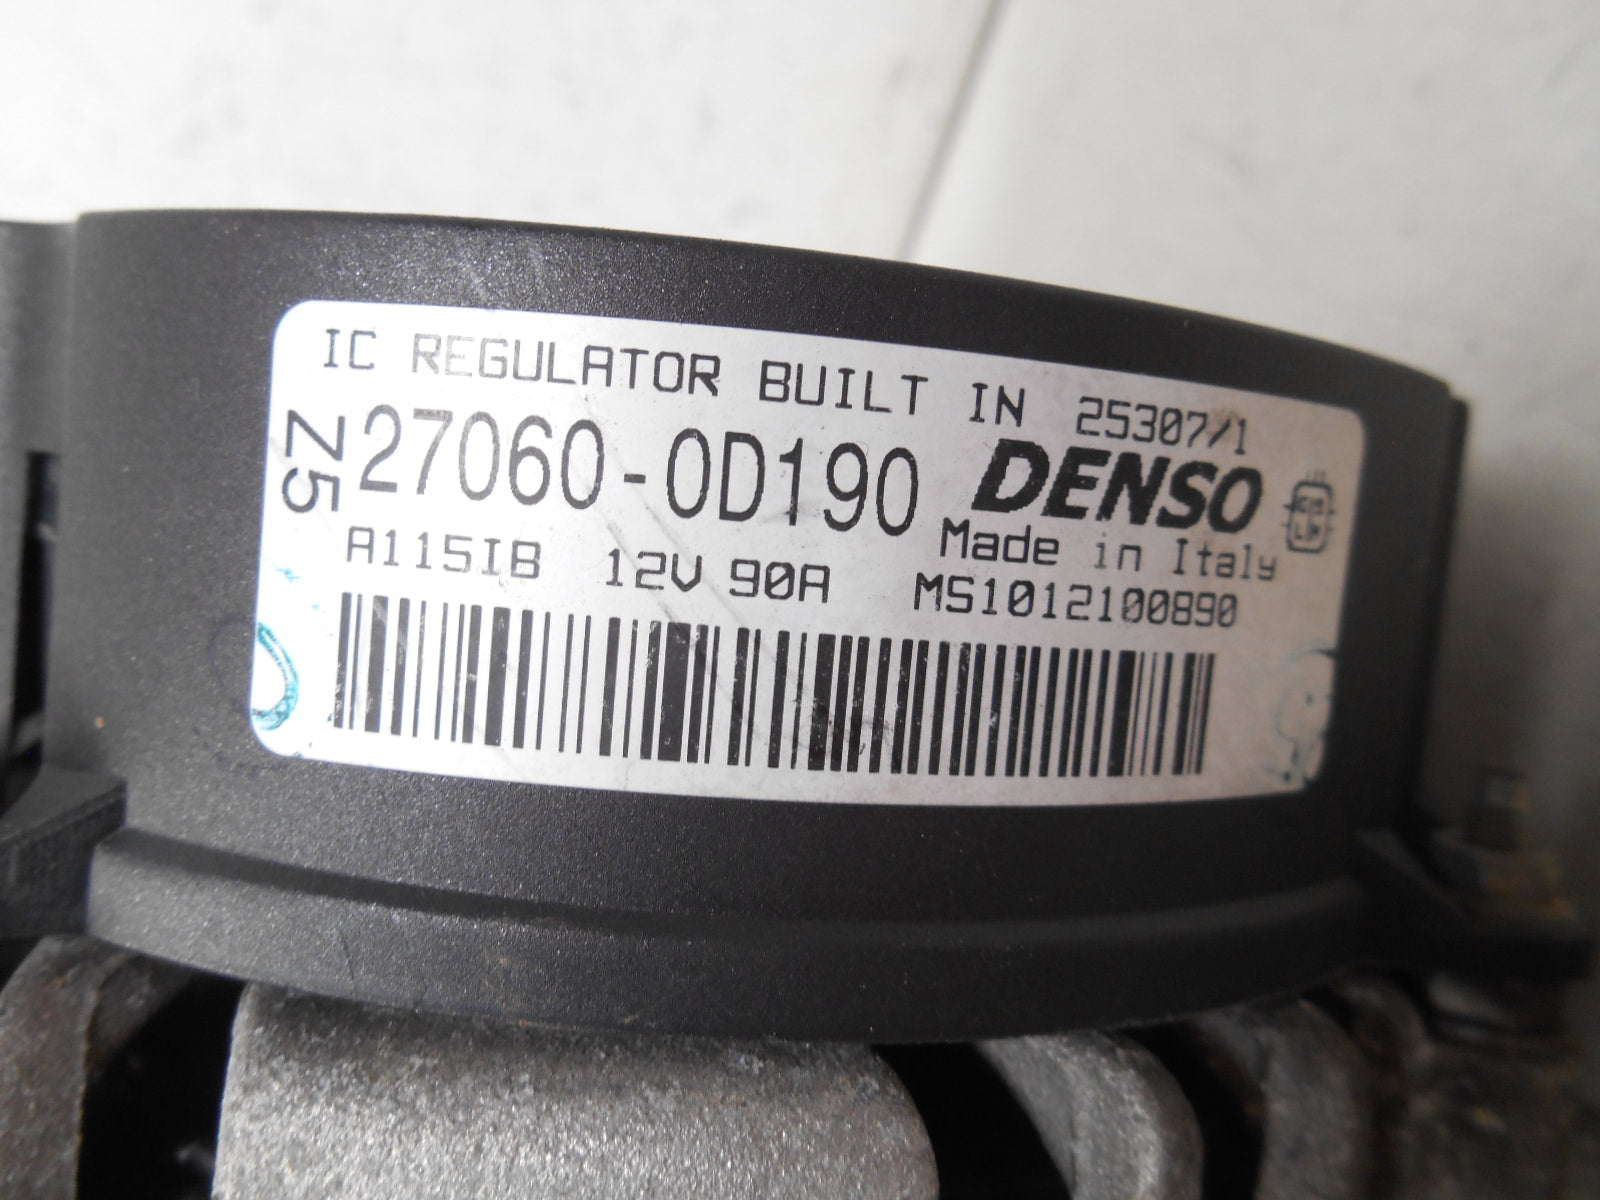 IC REGULATOR BUILT IN 25307/1
Z5
27060-0D190 DENSO
Made in Italy
A115IB 12V 90A MS1012100890